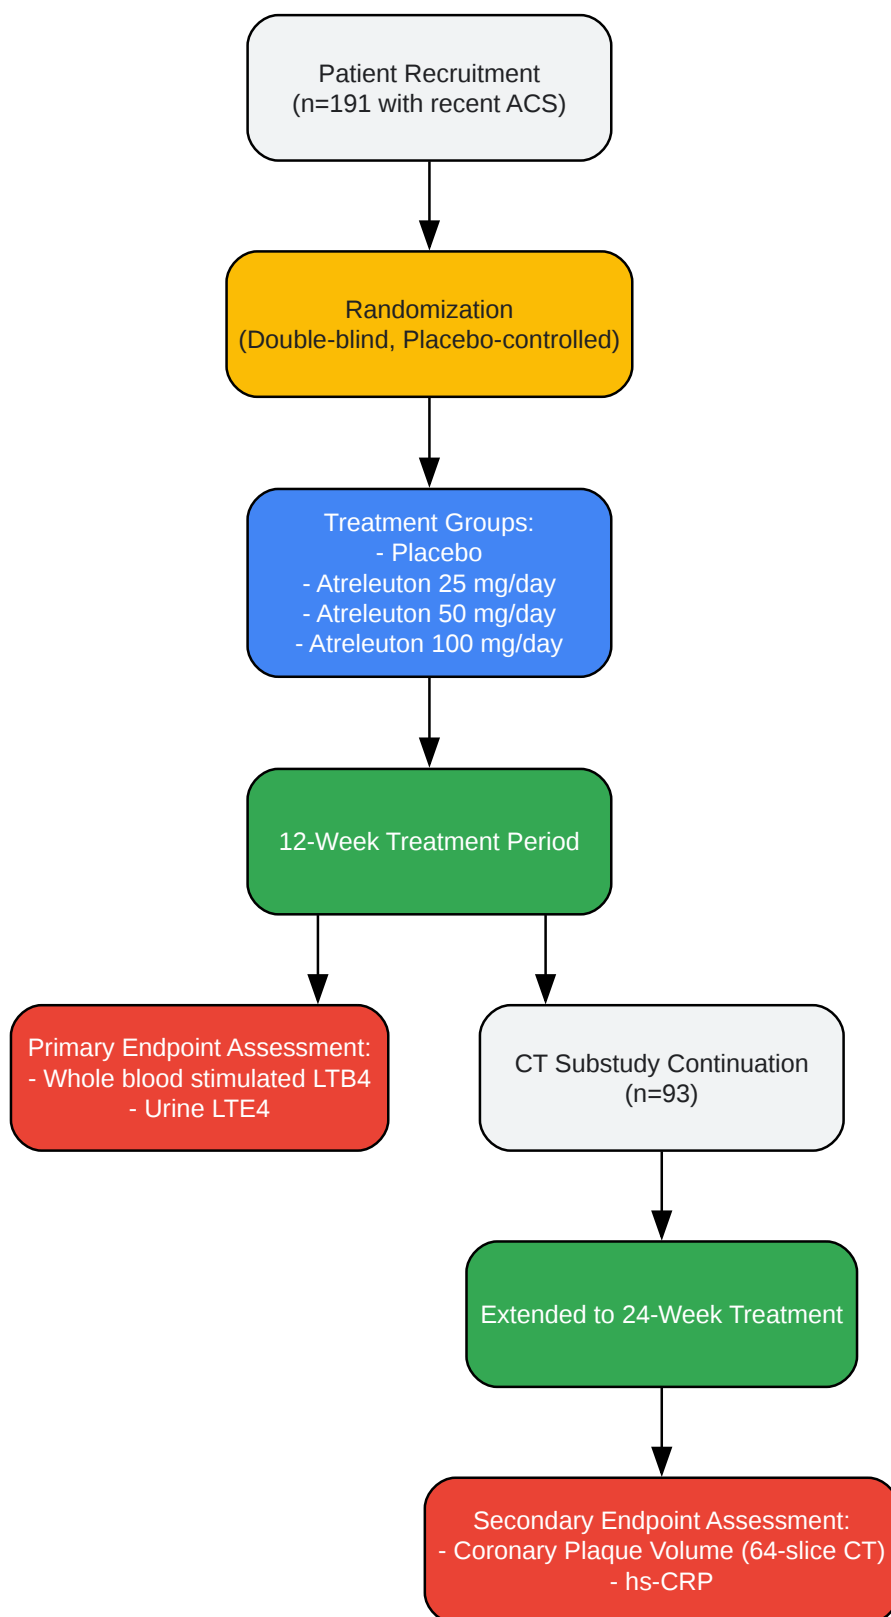 Patient Recruitment
(n=191 with recent ACS)
Randomization
(Double-blind, Placebo-controlled)
Treatment Groups:
- Placebo
- Atreleuton 25 mg/day
- Atreleuton 50 mg/day
- Atreleuton 100 mg/day
12-Week Treatment Period
Primary Endpoint Assessment:
- Whole blood stimulated LTB4
- Urine LTE4
CT Substudy Continuation
(n=93)
Extended to 24-Week Treatment
Secondary Endpoint Assessment:
- Coronary Plaque Volume (64-slice CT)
- hs-CRP